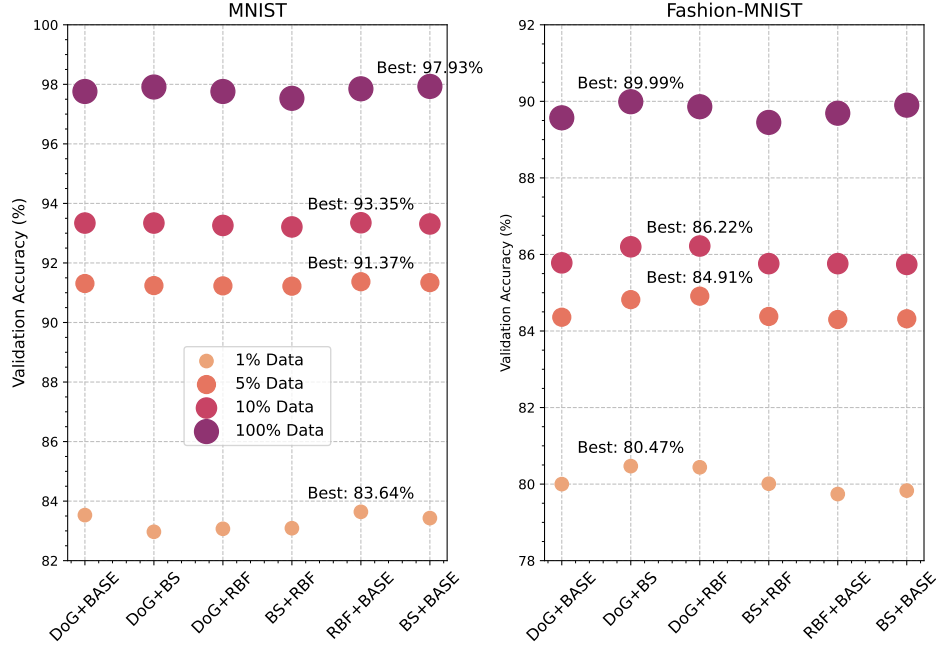 MNIST
Validation Accuracy (%)
100
98
96
94
92
90
88
86
84
82
Best: 97.93%
Best: 93.35%
Best: 91.37%
Best: 83.64%
1% Data
5% Data
10% Data
100% Data
DoG+BASE
DoG+BS
DoG+RBF
BS+RBF
RBF+BASE
BS+BASE
Fashion-MNIST
Validation Accuracy (%)
92
90
88
86
84
82
80
78
Best: 89.99%
Best: 86.22%
Best: 84.91%
Best: 80.47%
DoG+BASE
DoG+BS
DoG+RBF
BS+RBF
RBF+BASE
BS+BASE